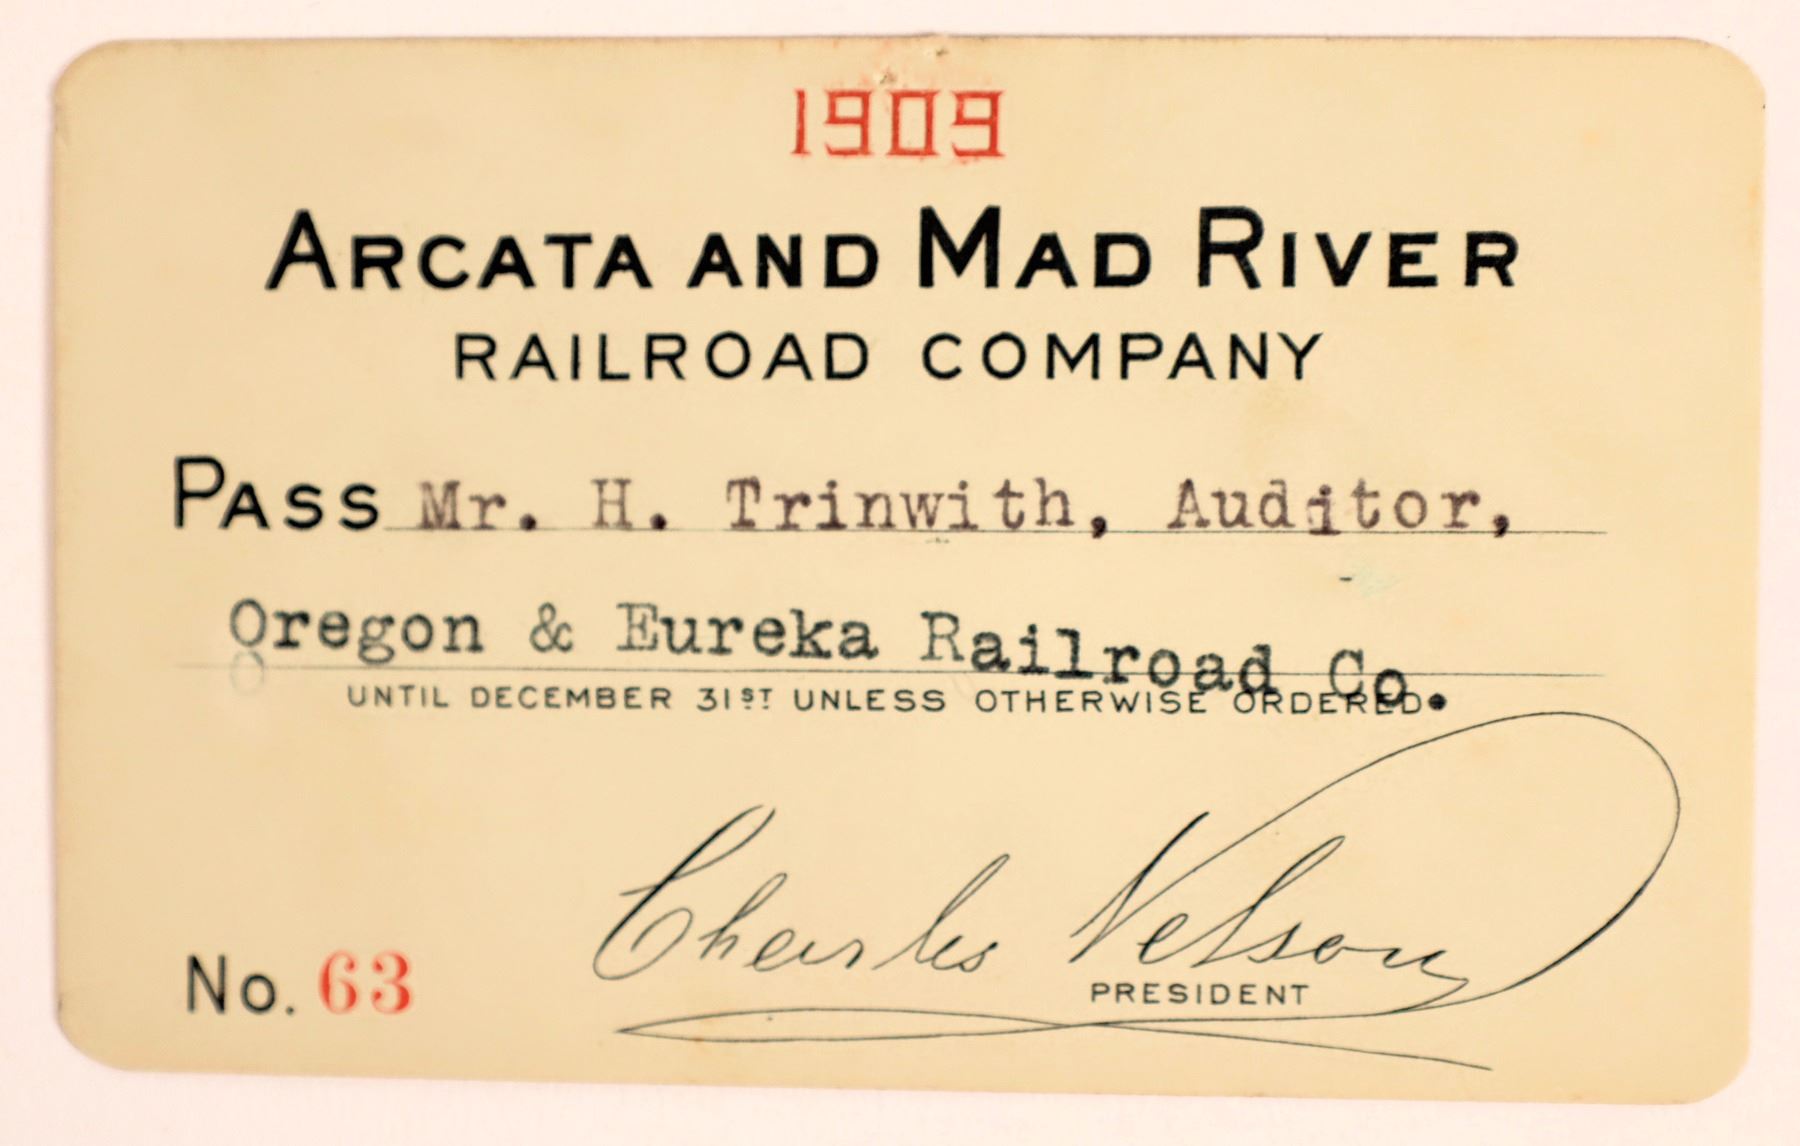 1909
ARCATA AND MAD RIVER
RAILROAD COMPANY
PASS Mr. H. Trinwith, Auditor,
Oregon & Eureka Railroad Co.
UNTIL DECEMBER 31ST UNLESS OTHERWISE ORDERED.
Charles Nelson
PRESIDENT
No. 63